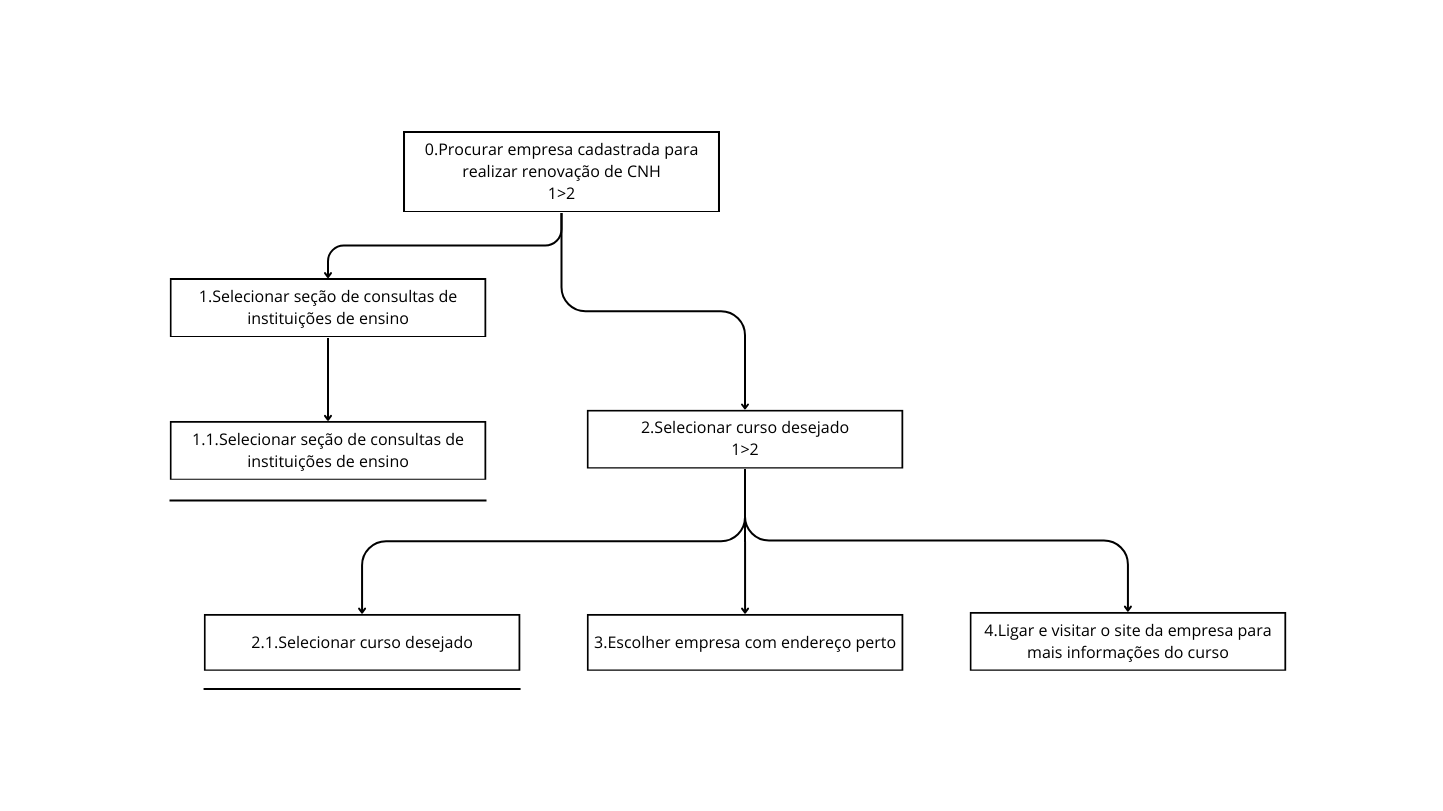 0.Procurar empresa cadastrada para
realizar renovação de CNH
1>2
1.Selecionar seção de consultas de
instituições de ensino
1.1.Selecionar seção de consultas de
instituições de ensino
2.Selecionar curso desejado
1>2
2.1.Selecionar curso desejado
3.Escolher empresa com endereço perto
4.Ligar e visitar o site da empresa para
mais informações do curso